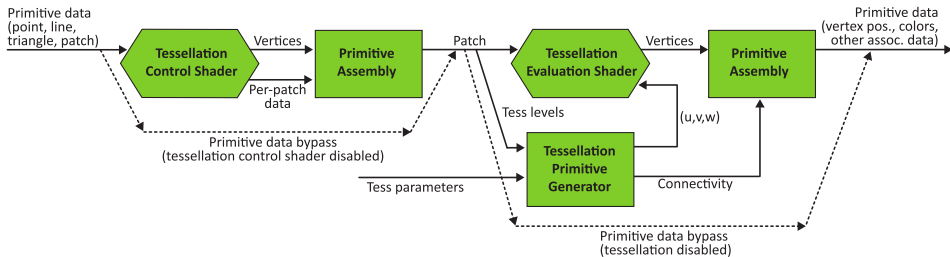 Primitive data
(point, line,
triangle, patch)
Tessellation
Control Shader
Vertices
Per-patch
data
Primitive
Assembly
Primitive data bypass
(tessellation control shader disabled)
Patch
Tess levels
Tess parameters
Tessellation
Evaluation Shader
Tessellation
Primitive
Generator
Vertices
(u,v,w)
Connectivity
Primitive
Assembly
Primitive data
(vertex pos., colors,
other assoc. data)
Primitive data bypass
(tessellation disabled)